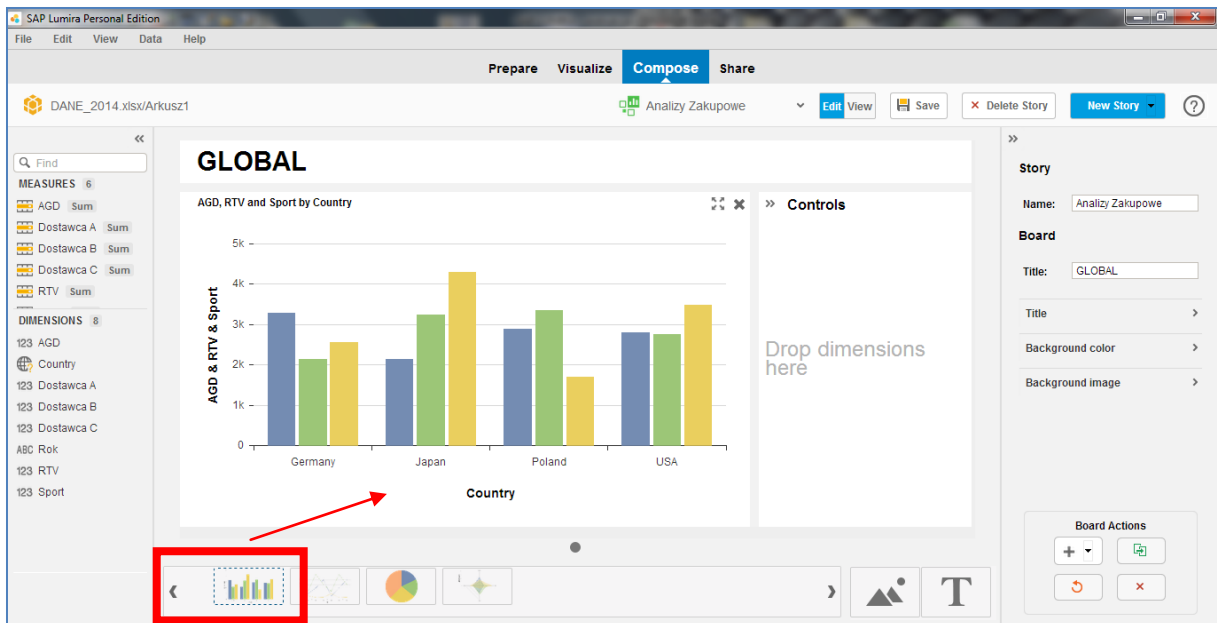 SAP Lumira Personal Edition
File Edit View Data Help
Prepare Visualize Compose Share
DANE_2014.xlsx/Arkusz1
Analizy Zakupowe
Edit View
Save
× Delete Story
New Story
?
«
Find
MEASURES 6
AGD Sum
Dostawca A Sum
Dostawca B Sum
Dostawca C Sum
RTV Sum
DIMENSIONS 8
123 AGD
Country
123 Dostawca A
123 Dostawca B
123 Dostawca C
ABC Rok
123 RTV
123 Sport
GLOBAL
AGD, RTV and Sport by Country
5k
4k
3k
2k
1k
0
AGD & RTV & Sport
Germany Japan Poland USA
Country
» Controls
Drop dimensions
here
T
»
Story
Name: Analizy Zakupowe
Board
Title: GLOBAL
Title
Background color
Background image
Board Actions